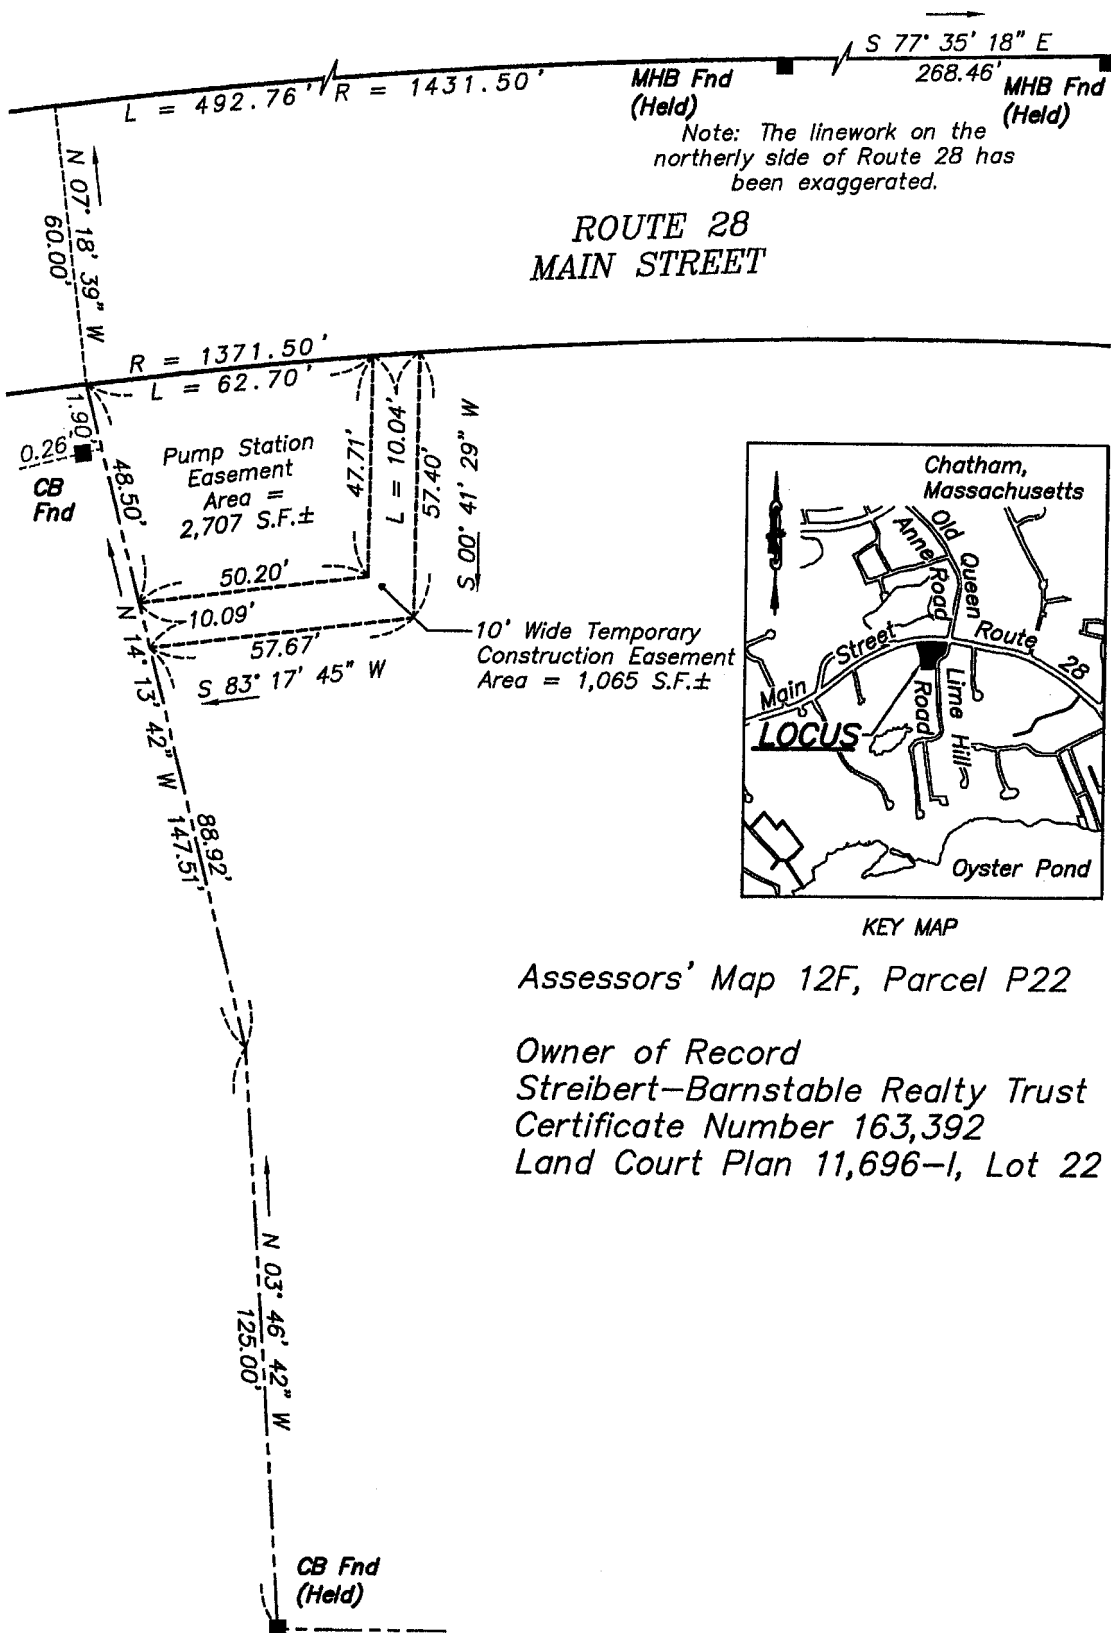 S 77° 35' 18" E
268.46'
L = 492.76'
R = 1431.50'
MHB Fnd
(Held)
MHB Fnd
(Held)
Note: The linework on the
northerly side of Route 28 has
been exaggerated.
N 07° 18' 39" W
60.00'
ROUTE 28
MAIN STREET
R = 1371.50'
L = 62.70'
1.90'
0.26'
CB
Fnd
48.50'
Pump Station
Easement
Area =
2,707 S.F.±
47.71'
L = 10.04'
57.40'
S 00° 41' 29" W
50.20'
10.09'
57.67'
S 83° 17' 45" W
10' Wide Temporary
Construction Easement
Area = 1,065 S.F.±
N 14° 13' 42" W
88.92'
147.51'
Chatham,
Massachusetts
Old
Queen
Anne
Road
Main
Street
Route
28
Lime Hill
Road
LOCUS
Oyster Pond
KEY MAP
Assessors' Map 12F, Parcel P22
Owner of Record
Streibert-Barnstable Realty Trust
Certificate Number 163,392
Land Court Plan 11,696-I, Lot 22
N 03° 46' 42" W
125.00'
CB Fnd
(Held)